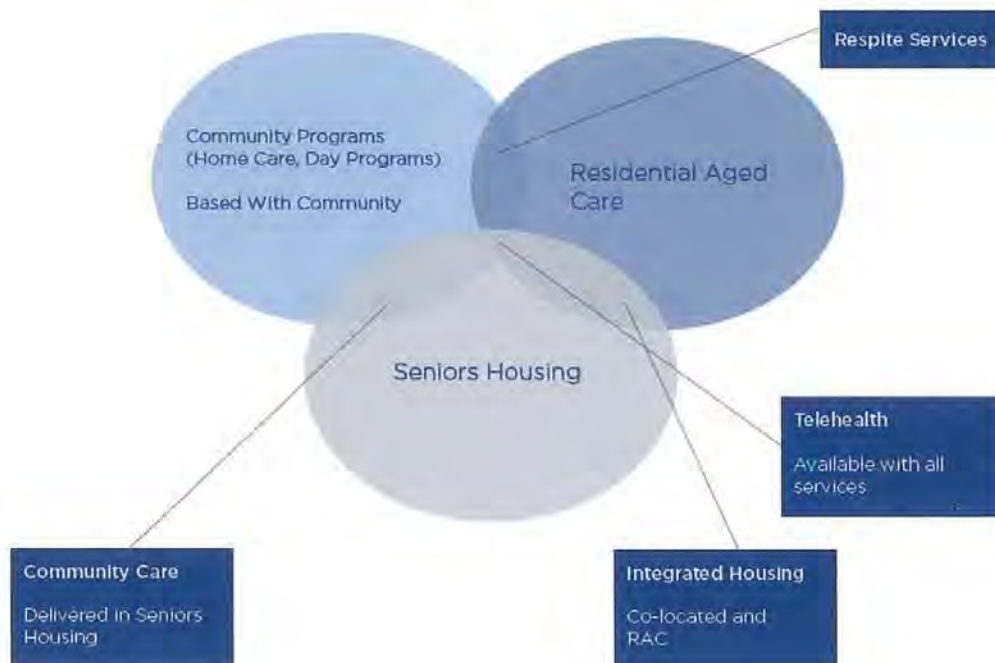 Respite Services
Community Programs
(Home Care, Day Programs)
Based With Community
Residential Aged
Care
Seniors Housing
Telehealth
Available with all
services
Community Care
Delivered in Seniors
Housing
Integrated Housing
Co-located and
RAC